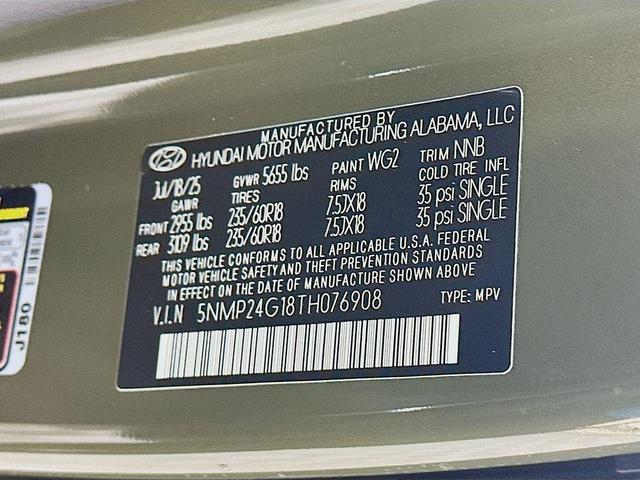 MANUFACTURED BY
HYUNDAI MOTOR MANUFACTURING ALABAMA, LLC
Jul/18/25 GVWR 5655 lbs PAINT WG2 TRIM NNB
GAWR TIRES RIMS COLD TIRE INFL
FRONT 2955 lbs 235/60R18 7.5JX18 35 psi SINGLE
REAR 3109 lbs 235/60R18 7.5JX18 35 psi SINGLE
THIS VEHICLE CONFORMS TO ALL APPLICABLE U.S.A. FEDERAL
MOTOR VEHICLE SAFETY AND THEFT PREVENTION STANDARDS
IN EFFECT ON THE DATE OF MANUFACTURE SHOWN ABOVE
V.I.N 5NMP24G18TH076908 TYPE: MPV
J180